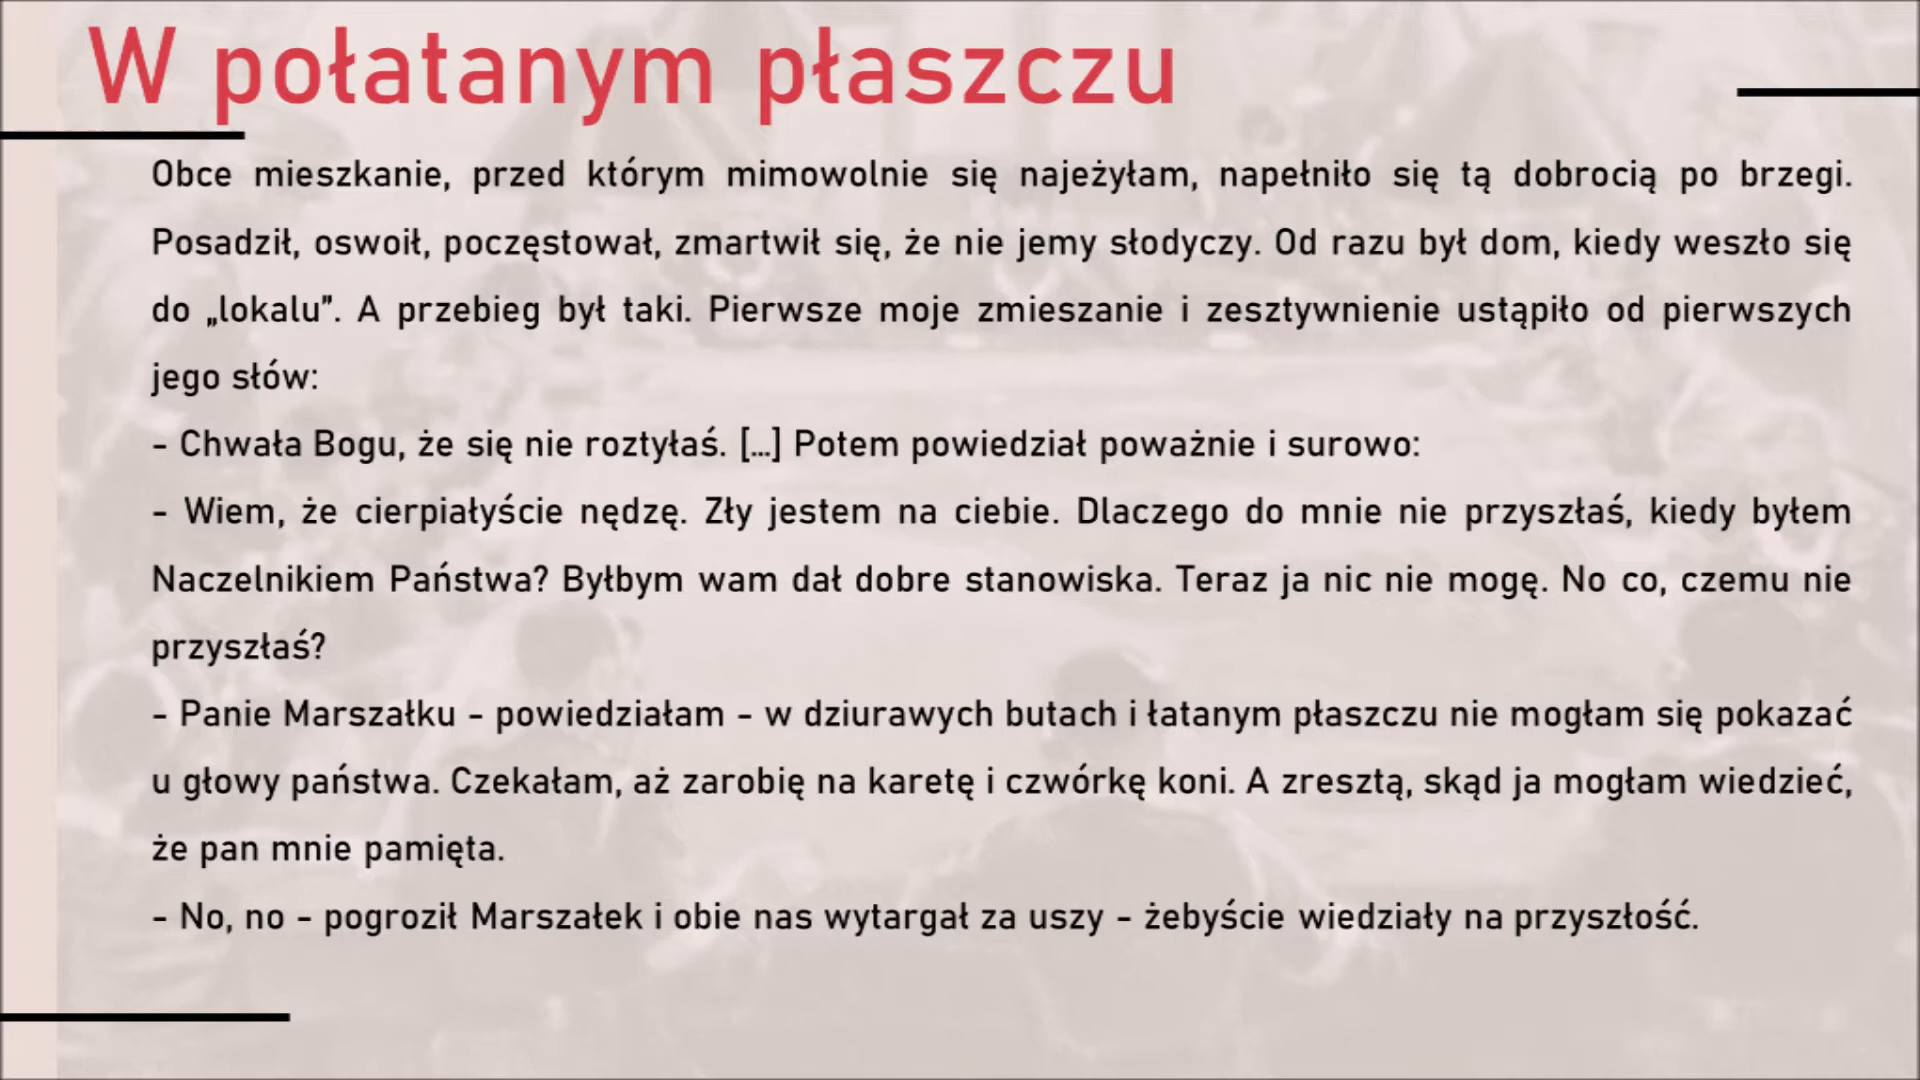 W połatanym płaszczu
Obce mieszkanie, przed którym mimowolnie się najeżyłam, napełniło się tą dobrocią po brzegi.
Posadził, oswoił, poczęstował, zmartwił się, że nie jemy słodyczy. Od razu był dom, kiedy weszło się
do „lokalu”. A przebieg był taki. Pierwsze moje zmieszanie i zesztywnienie ustąpiło od pierwszych
jego słów:
- Chwała Bogu, że się nie roztyłaś. [...] Potem powiedział poważnie i surowo:
- Wiem, że cierpiałyście nędzę. Zły jestem na ciebie. Dlaczego do mnie nie przyszłaś, kiedy byłem
Naczelnikiem Państwa? Byłbym wam dał dobre stanowiska. Teraz ja nic nie mogę. No co, czemu nie
przyszłaś?
- Panie Marszałku - powiedziałam - w dziurawych butach i łatanym płaszczu nie mogłam się pokazać
u głowy państwa. Czekałam, aż zarobię na karetę i czwórkę koni. A zresztą, skąd ja mogłam wiedzieć,
że pan mnie pamięta.
- No, no - pogroził Marszałek i obie nas wytargał za uszy - żebyście wiedziały na przyszłość.